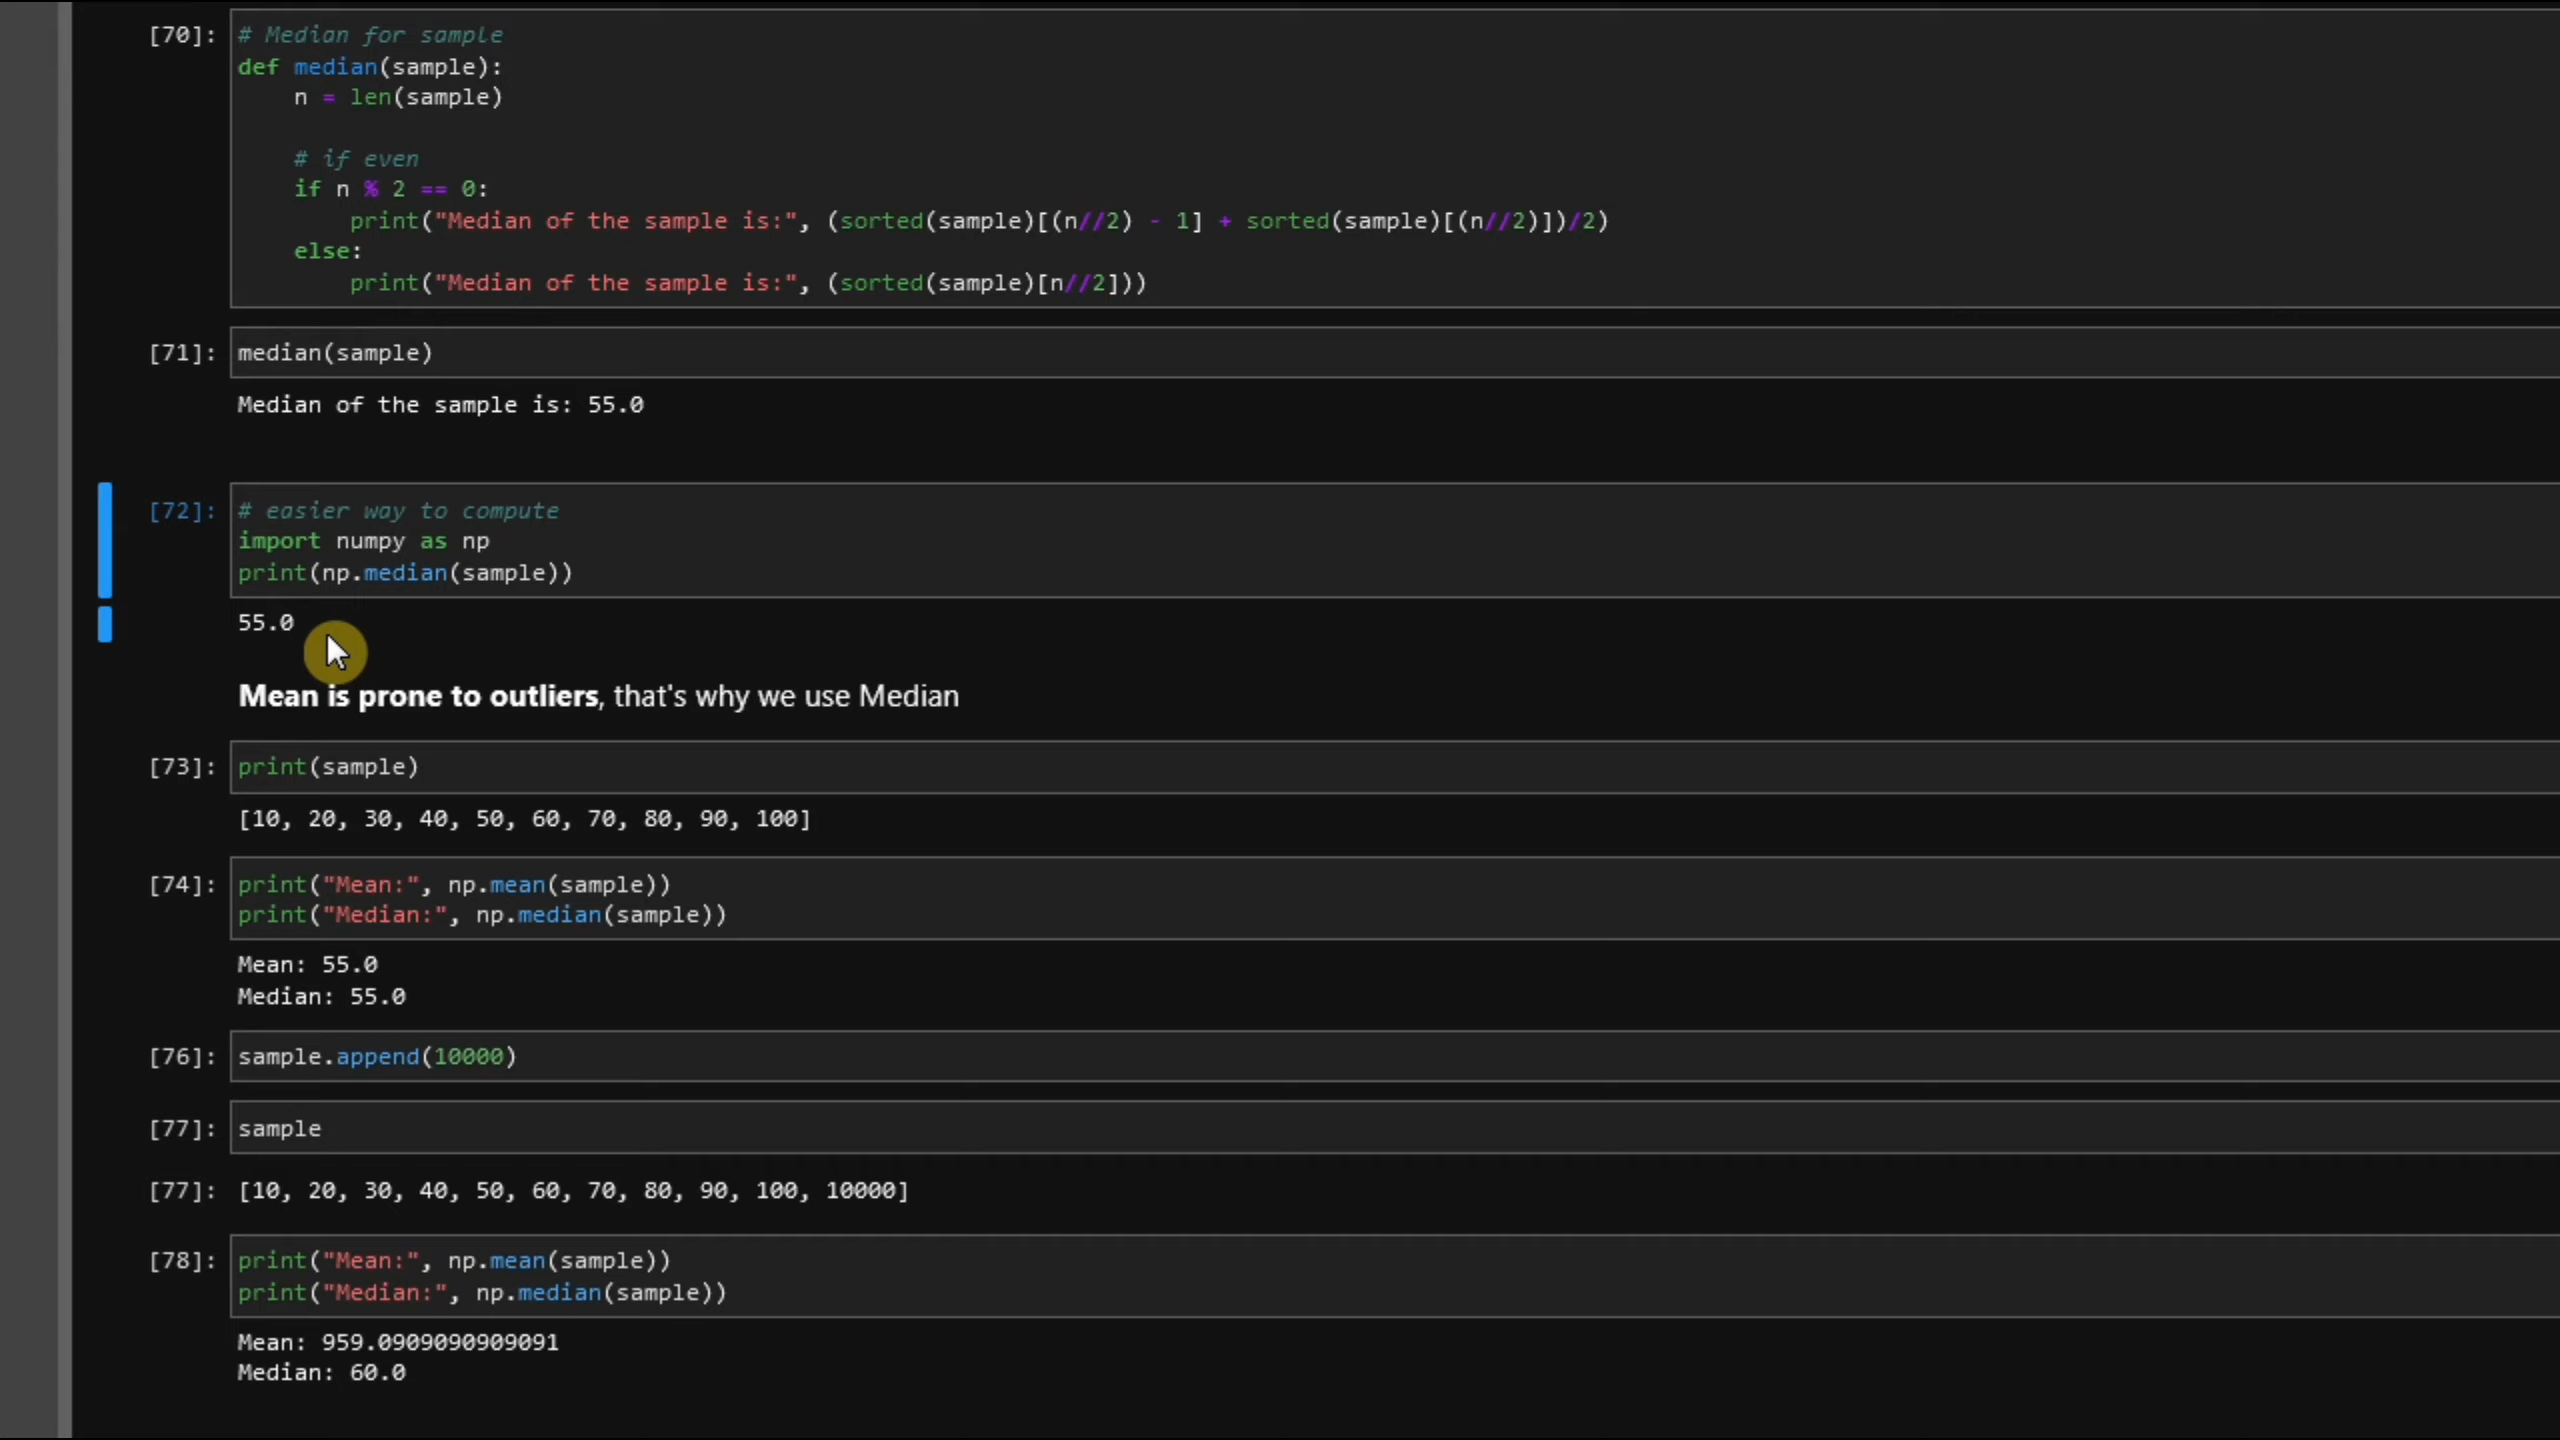 [70]: # Median for sample
def median(sample):
    n = len(sample)
    # if even
    if n % 2 == 0:
        print("Median of the sample is:", (sorted(sample)[(n//2) - 1] + sorted(sample)[(n//2)])/2)
    else:
        print("Median of the sample is:", (sorted(sample)[n//2]))
[71]: median(sample)
Median of the sample is: 55.0
[72]: # easier way to compute
import numpy as np
print(np.median(sample))
55.0
Mean is prone to outliers, that's why we use Median
[73]: print(sample)
[10, 20, 30, 40, 50, 60, 70, 80, 90, 100]
[74]: print("Mean:", np.mean(sample))
print("Median:", np.median(sample))
Mean: 55.0
Median: 55.0
[76]: sample.append(10000)
[77]: sample
[77]: [10, 20, 30, 40, 50, 60, 70, 80, 90, 100, 10000]
[78]: print("Mean:", np.mean(sample))
print("Median:", np.median(sample))
Mean: 959.0909090909091
Median: 60.0